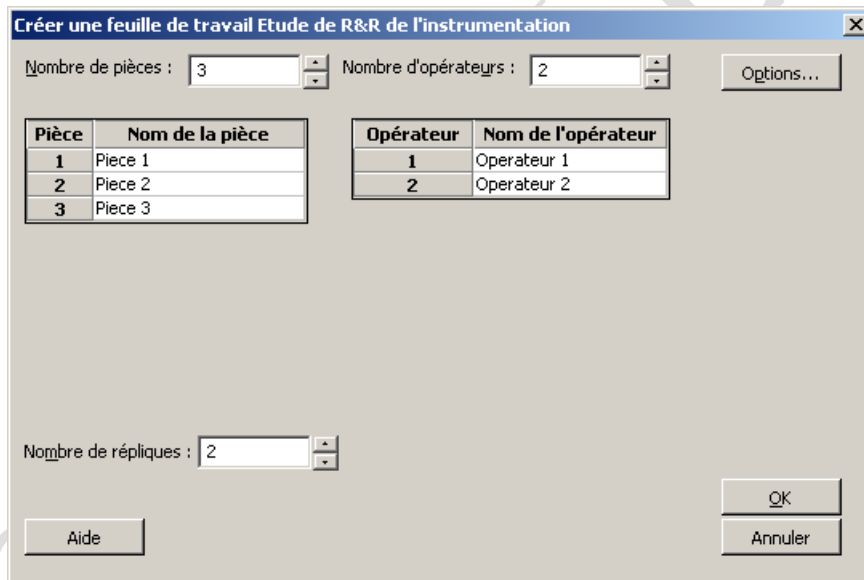 Créer une feuille de travail Etude de R&R de l'instrumentation
Nombre de pièces : 3 Nombre d'opérateurs : 2 Options...
Pièce Nom de la pièce Opérateur Nom de l'opérateur
1 Piece 1 1 Operateur 1
2 Piece 2 2 Operateur 2
3 Piece 3
Nombre de répliques : 2
OK
Aide Annuler